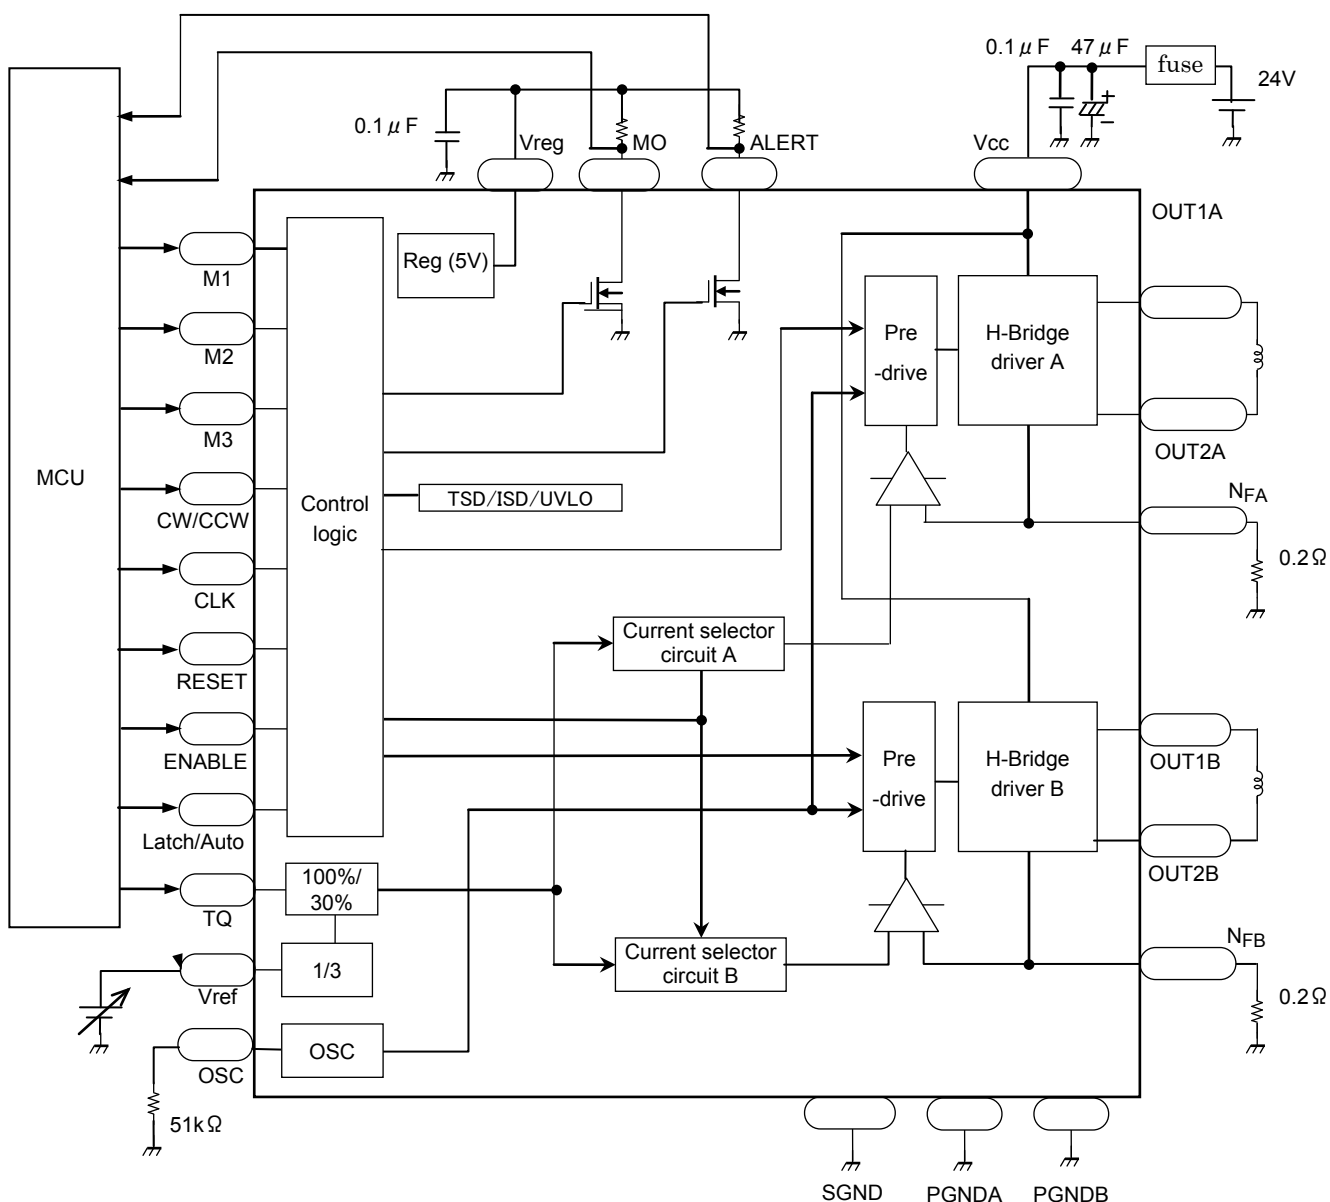 0.1μF 47μF
fuse
24V
0.1μF
Vreg
MO
ALERT
Vcc
OUT1A
Reg (5V)
M1
Pre
-drive
H-Bridge
driver A
M2
M3
OUT2A
MCU
Control
logic
TSD/ISD/UVLO
NFA
CW/CCW
0.2Ω
CLK
Current selector
circuit A
RESET
ENABLE
Pre
-drive
H-Bridge
driver B
OUT1B
Latch/Auto
100%/
30%
OUT2B
TQ
NFB
1/3
Current selector
circuit B
Vref
0.2Ω
OSC
OSC
51kΩ
SGND
PGNDA
PGNDB